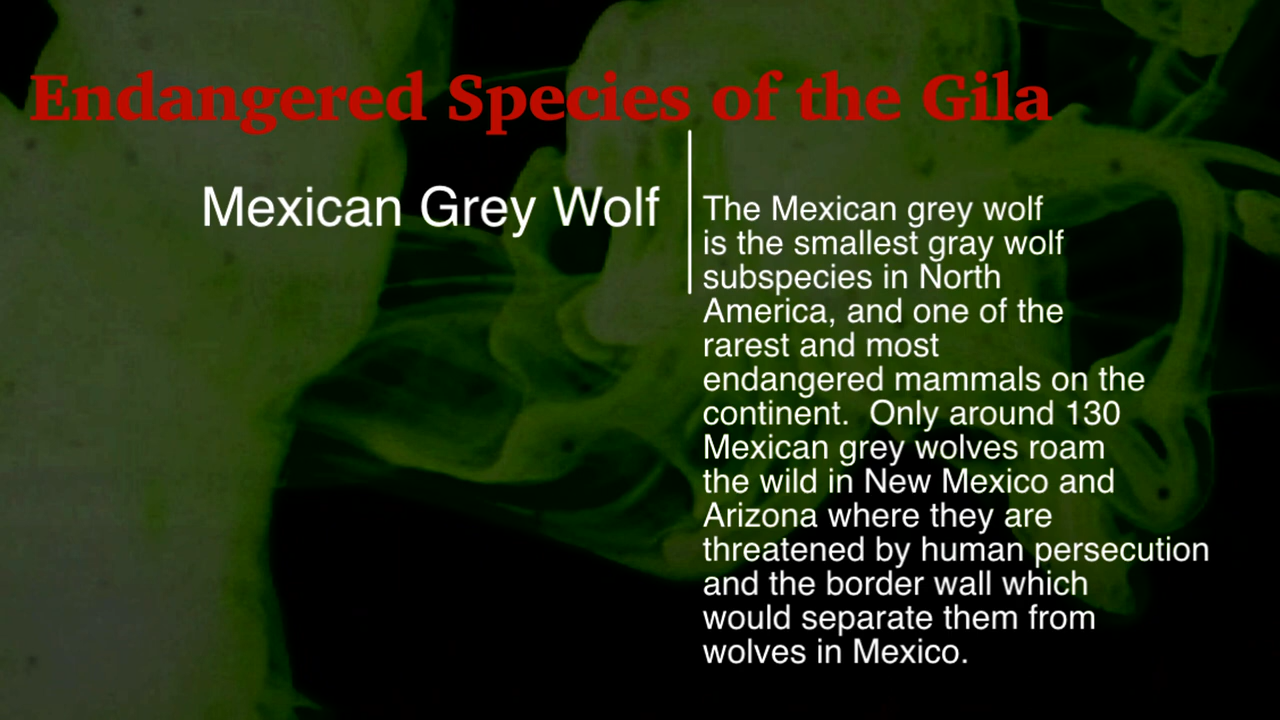 Endangered Species of the Gila
Mexican Grey Wolf
The Mexican grey wolf
is the smallest gray wolf
subspecies in North
America, and one of the
rarest and most
endangered mammals on the
continent.  Only around 130
Mexican grey wolves roam
the wild in New Mexico and
Arizona where they are
threatened by human persecution
and the border wall which
would separate them from
wolves in Mexico.